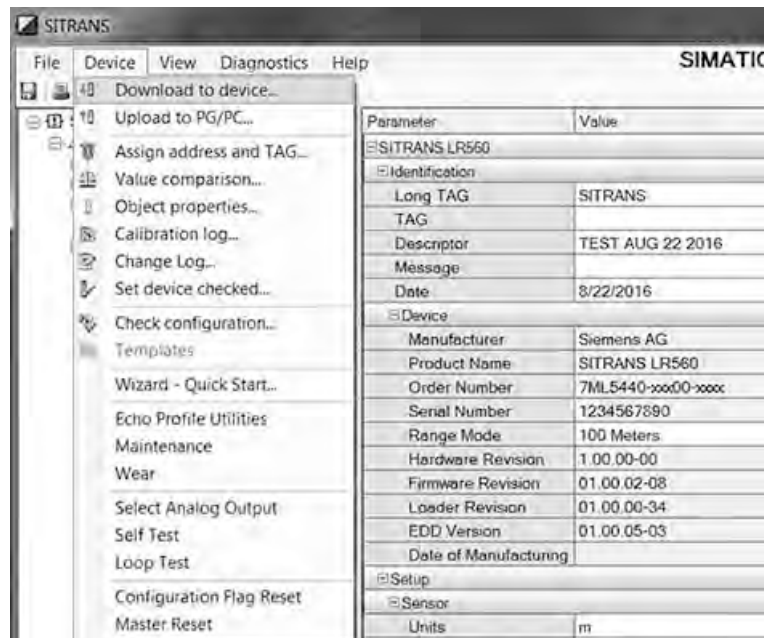 SITRANS
File Device View Diagnostics Help
SIMATIC
Download to device...
Upload to PG/PC...
Assign address and TAG...
Value comparison...
Object properties...
Calibration log...
Change Log...
Set device checked...
Check configuration...
Templates
Wizard - Quick Start...
Echo Profile Utilities
Maintenance
Wear
Select Analog Output
Self Test
Loop Test
Configuration Flag Reset
Master Reset
Parameter Value
SITRANS LR560
Identification
Long TAG SITRANS
TAG
Descriptor TEST AUG 22 2016
Message
Date 8/22/2016
Device
Manufacturer Siemens AG
Product Name SITRANS LR560
Order Number 7ML5440-xxx00-xxxx
Serial Number 1234567890
Range Mode 100 Meters
Hardware Revision 1.00.00-00
Firmware Revision 01.00.02-08
Loader Revision 01.00.00-34
EDD Version 01.00.05-03
Date of Manufacturing
Setup
Sensor
Units m